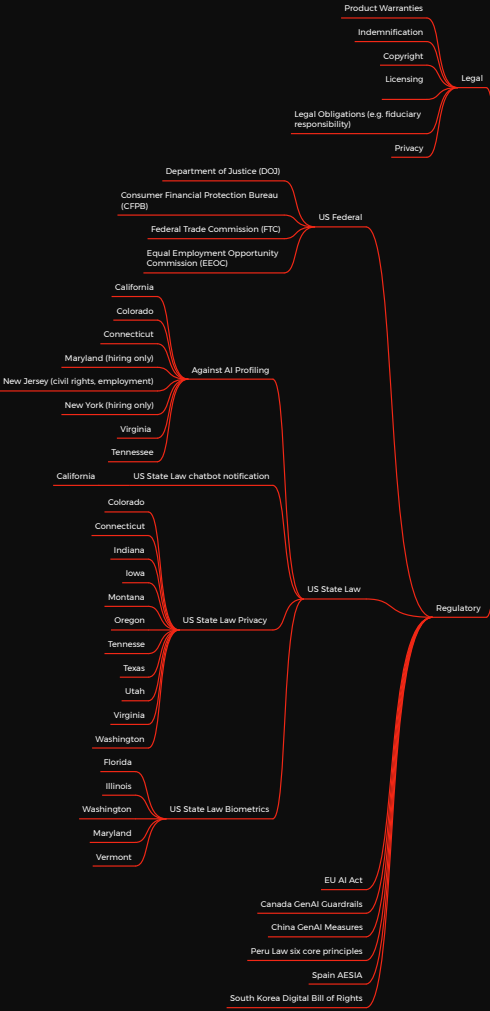 Product Warranties
Indemnification
Copyright
Licensing
Legal
Legal Obligations (e.g. fiduciary
responsibility)
Privacy
Department of Justice (DOJ)
Consumer Financial Protection Bureau
(CFPB)
US Federal
Federal Trade Commission (FTC)
Equal Employment Opportunity
Commission (EEOC)
California
Colorado
Connecticut
Maryland (hiring only)
Against AI Profiling
New Jersey (civil rights, employment)
New York (hiring only)
Virginia
Tennessee
California
US State Law chatbot notification
Colorado
Connecticut
Indiana
Iowa
US State Law
Montana
Regulatory
Oregon
US State Law Privacy
Tennesse
Texas
Utah
Virginia
Washington
Florida
Illinois
Washington
US State Law Biometrics
Maryland
Vermont
EU AI Act
Canada GenAI Guardrails
China GenAI Measures
Peru Law six core principles
Spain AESIA
South Korea Digital Bill of Rights